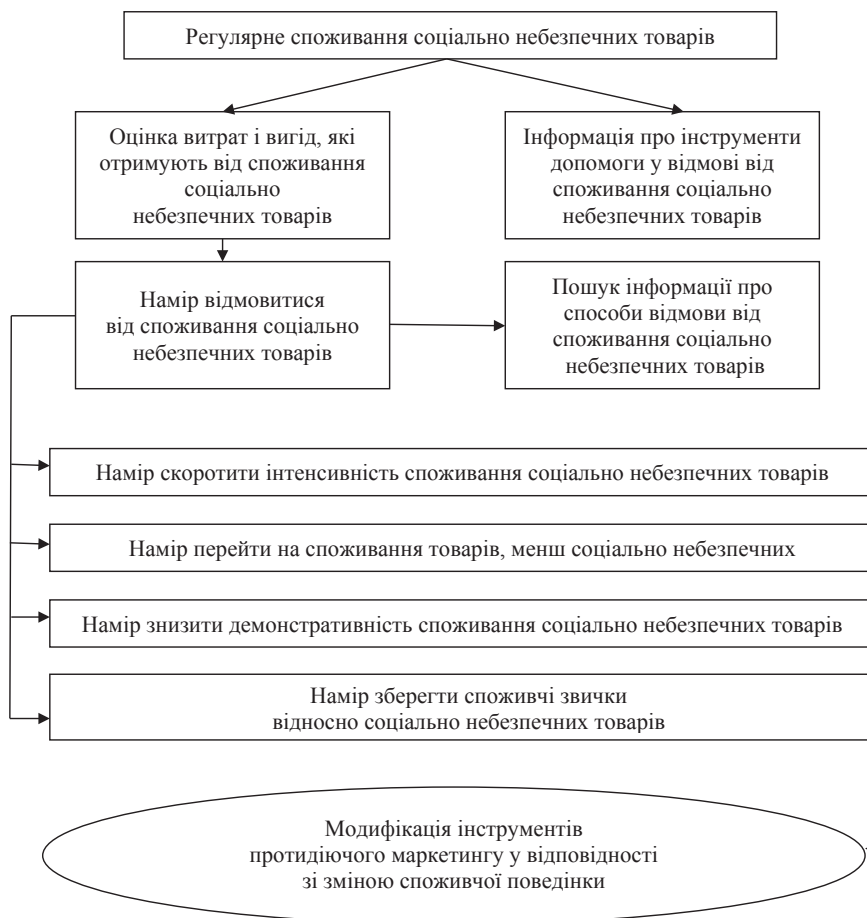 Регулярне споживання соціально небезпечних товарів
Оцінка витрат і вигід, які
отримують від споживання
соціально
небезпечних товарів
Інформація про інструменти
допомоги у відмові від
споживання соціально
небезпечних товарів
Намір відмовитися
від споживання соціально
небезпечних товарів
Пошук інформації про
способи відмови від
споживання соціально
небезпечних товарів
Намір скоротити інтенсивність споживання соціально небезпечних товарів
Намір перейти на споживання товарів, менш соціально небезпечних
Намір знизити демонстративність споживання соціально небезпечних товарів
Намір зберегти споживчі звички
відносно соціально небезпечних товарів
Модифікація інструментів
протидіючого маркетингу у відповідності
зі зміною споживчої поведінки